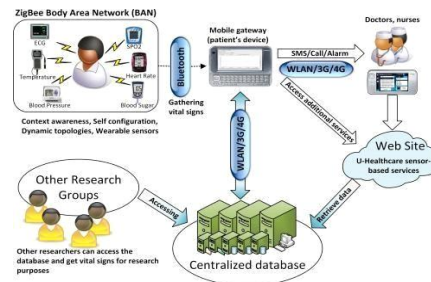 ZigBee Body Area Network (BAN)
ECG
SPO2
Temperature
Heart Rate
Blood Pressure
Blood Sugar
Context awareness, Self configuration,
Dynamic topologies, Wearable sensors
Bluetooth
Gathering
vital signs
Mobile gateway
(patient's device)
SMS/Call/Alarm
WLAN/3G/4G
Doctors, nurses
Access additional services
WLAN/3G/4G
Web Site
U-Healthcare sensor-
based services
Retrieve data
Other Research
Groups
Accessing
Other researchers can access the
database and get vital signs for research
purposes
Centralized database